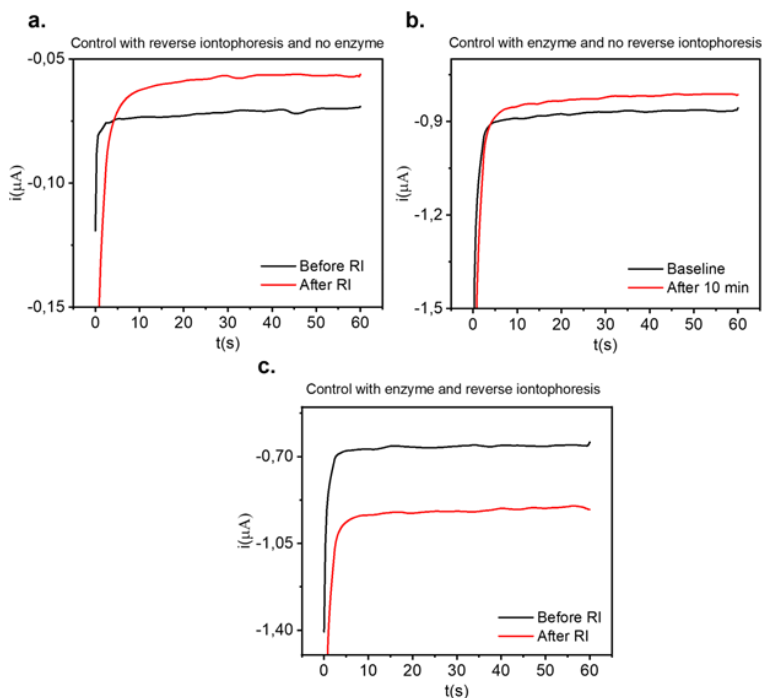 a.
Control with reverse iontophoresis and no enzyme
-0,05
-0,10
-0,15
i(μA)
Before RI
After RI
0 10 20 30 40 50 60
t(s)
b.
Control with enzyme and no reverse iontophoresis
-0,9
-1,2
-1,5
i(μA)
Baseline
After 10 min
0 10 20 30 40 50 60
t(s)
c.
Control with enzyme and reverse iontophoresis
-0,70
-1,05
-1,40
i(μA)
Before RI
After RI
0 10 20 30 40 50 60
t(s)